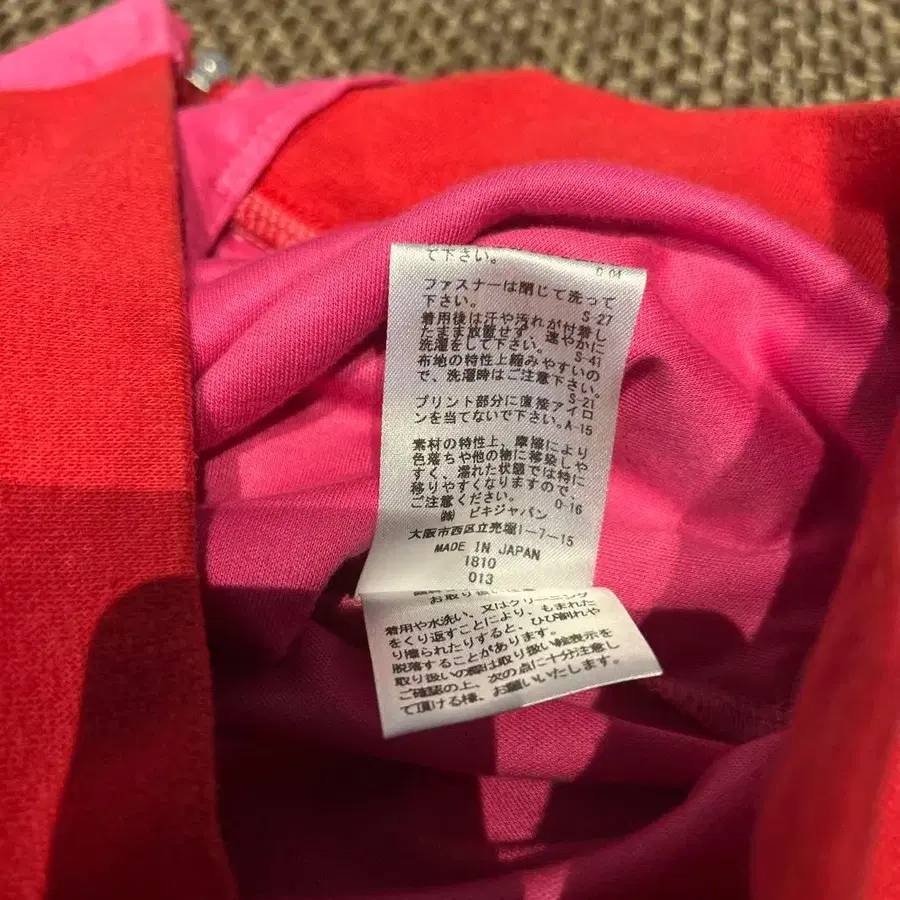 て下さい。 C 04
ファスナーは閉じて洗って
下さい。 S-27
着用後は汗や汚れが付着し
たまま放置せず、速やかに
洗濯をして下さい。 S-41
布地の特性上縮みやすいの
で、洗濯時はご注意下さい。
S-21
プリント部分に直接アイロ
ンを当てないで下さい。A-15
素材の特性上、摩擦により
色落ちや他の物に移染しや
すく、濡れた状態では特に
移りやすくなりますので、
ご注意ください。 O-16
㈱ ビキジャパン
大阪市西区立売堀1-7-15
MADE IN JAPAN
1810
013
お取り扱い注意
着用や水洗い、又はクリーニング
をくり返すことにより、もまれた
り擦られたりすると、ひび割れや
脱落することがあります。
取り扱いの際は取り扱い絵表示を
ご確認の上、次の点に十分注意し
て頂ける様、お願いいたします。